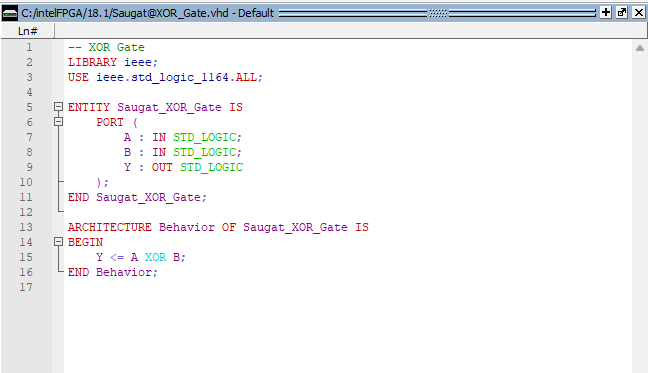 C:/intelFPGA/18.1/Saugat@XOR_Gate.vhd - Default
Ln#
1 -- XOR Gate
2 LIBRARY ieee;
3 USE ieee.std_logic_1164.ALL;
4
5 ENTITY Saugat_XOR_Gate IS
6 PORT (
7 A : IN STD_LOGIC;
8 B : IN STD_LOGIC;
9 Y : OUT STD_LOGIC
10 );
11 END Saugat_XOR_Gate;
12
13 ARCHITECTURE Behavior OF Saugat_XOR_Gate IS
14 BEGIN
15 Y <= A XOR B;
16 END Behavior;
17